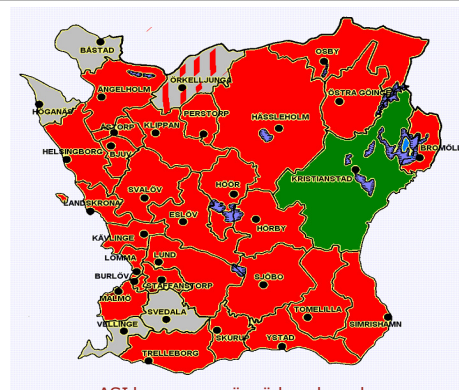 BÅSTAD
OSBY
ÖRKELLJUNGA
ÄNGELHOLM
ÖSTRA GÖINGE
HÖGANÄS
PERSTORP
HÄSSLEHOLM
ÅSTORP
KLIPPAN
BJUV
HELSINGBORG
BROMÖLL
KRISTIANSTAD
SVALÖV
HÖÖR
LANDSKRONA
ESLÖV
HÖRBY
KÄVLINGE
LUND
LOMMA
BURLÖV
STAFFANSTORP
SJÖBO
MALMÖ
SVEDALA
TOMELILLA
SIMRISHAMN
VELLINGE
SKURUP
YSTAD
TRELLEBORG